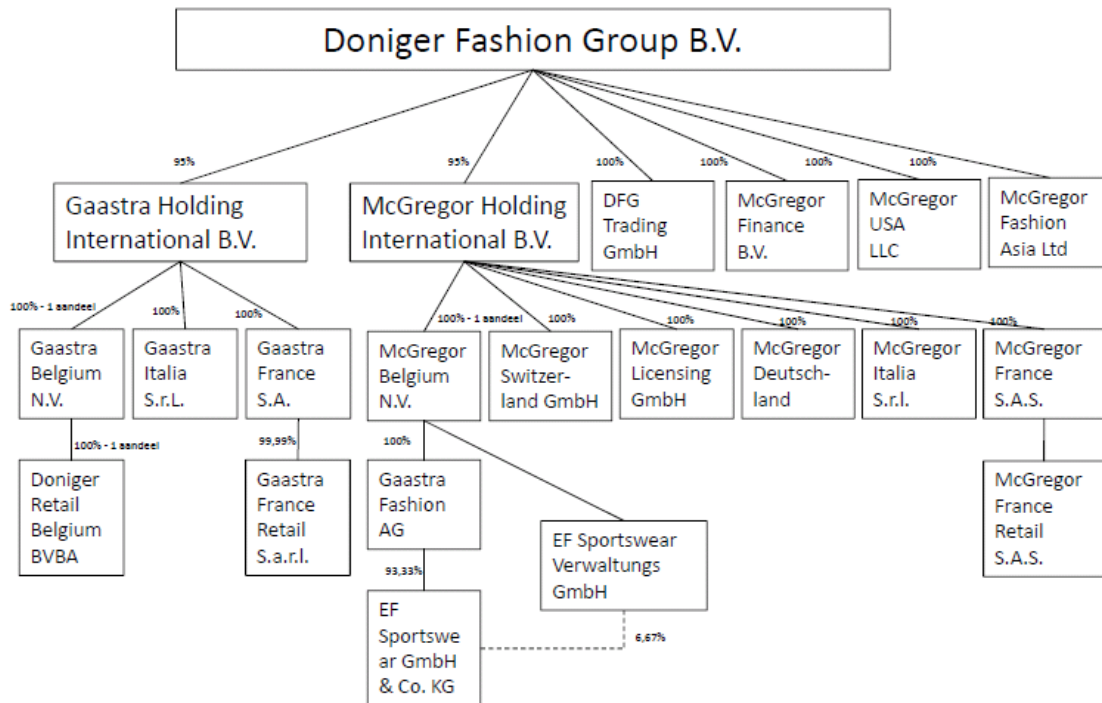 Doniger Fashion Group B.V.
95%
95%
100%
100%
100%
100%
Gaastra Holding
International B.V.
McGregor Holding
International B.V.
DFG
Trading
GmbH
McGregor
Finance
B.V.
McGregor
USA
LLC
McGregor
Fashion
Asia Ltd
100% - 1 aandeel
100%
100%
100% - 1 aandeel
100%
100%
100%
100%
100%
Gaastra
Belgium
N.V.
Gaastra
Italia
S.r.L.
Gaastra
France
S.A.
McGregor
Belgium
N.V.
McGregor
Switzer-
land GmbH
McGregor
Licensing
GmbH
McGregor
Deutsch-
land
McGregor
Italia
S.r.l.
McGregor
France
S.A.S.
100% - 1 aandeel
99,99%
100%
Doniger
Retail
Belgium
BVBA
Gaastra
France
Retail
S.a.r.l.
Gaastra
Fashion
AG
EF Sportswear
Verwaltungs
GmbH
McGregor
France
Retail
S.A.S.
93,33%
6,67%
EF
Sportswe
ar GmbH
& Co. KG